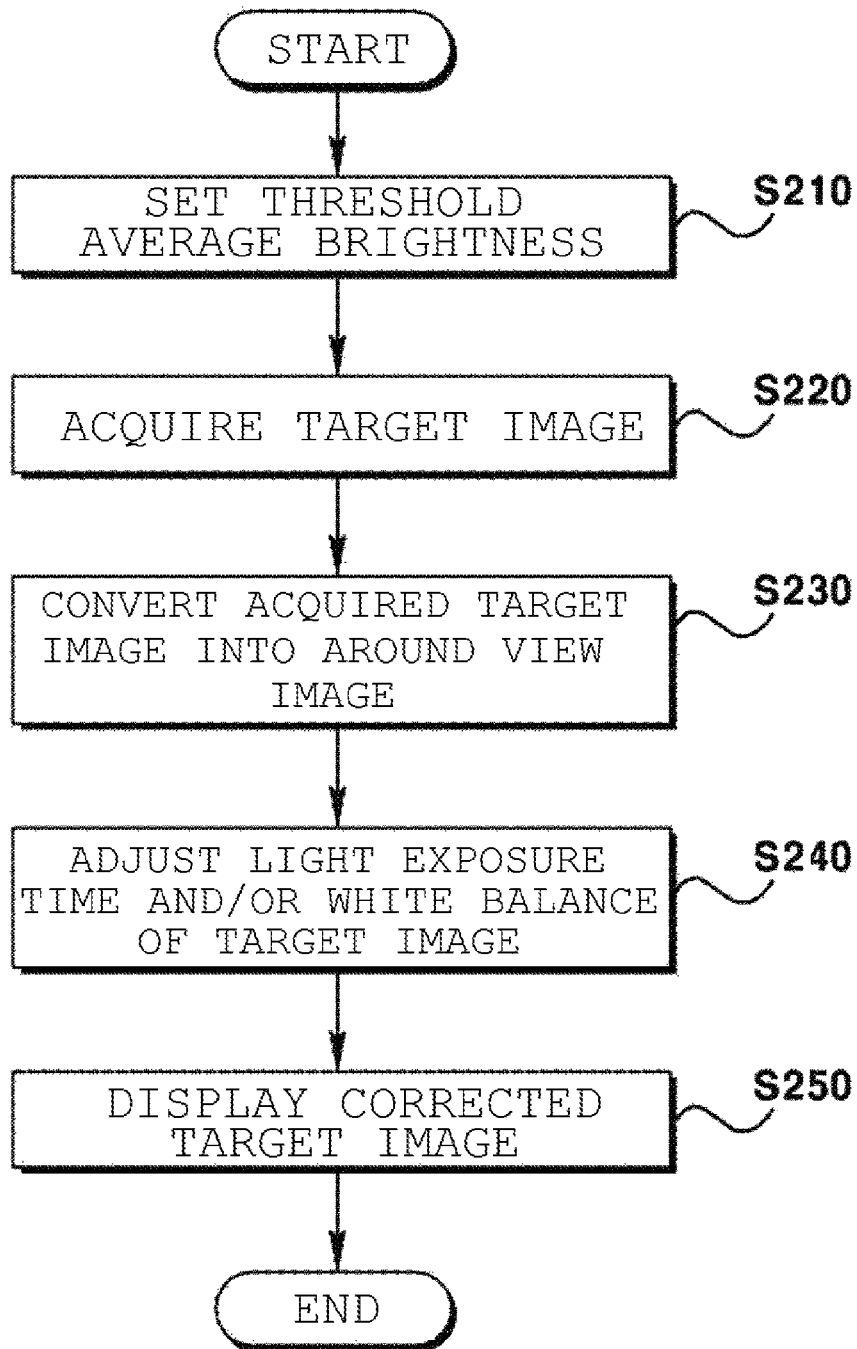 START
SET THRESHOLD
AVERAGE BRIGHTNESS
S210
ACQUIRE TARGET IMAGE
S220
CONVERT ACQUIRED TARGET
IMAGE INTO AROUND VIEW
IMAGE
S230
ADJUST LIGHT EXPOSURE
TIME AND/OR WHITE BALANCE
OF TARGET IMAGE
S240
DISPLAY CORRECTED
TARGET IMAGE
S250
END